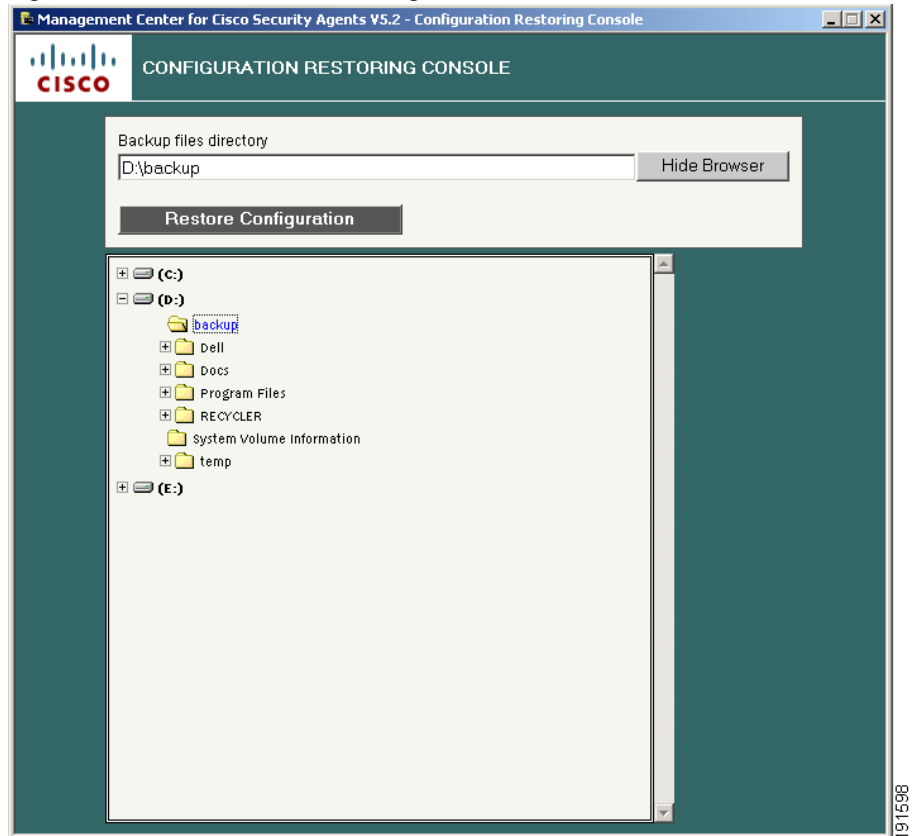 Management Center for Cisco Security Agents V5.2 - Configuration Restoring Console
CISCO
CONFIGURATION RESTORING CONSOLE
Backup files directory
D:\backup
Hide Browser
Restore Configuration
(C:)
(D:)
backup
Dell
Docs
Program Files
RECYCLER
System Volume Information
temp
(E:)
191598